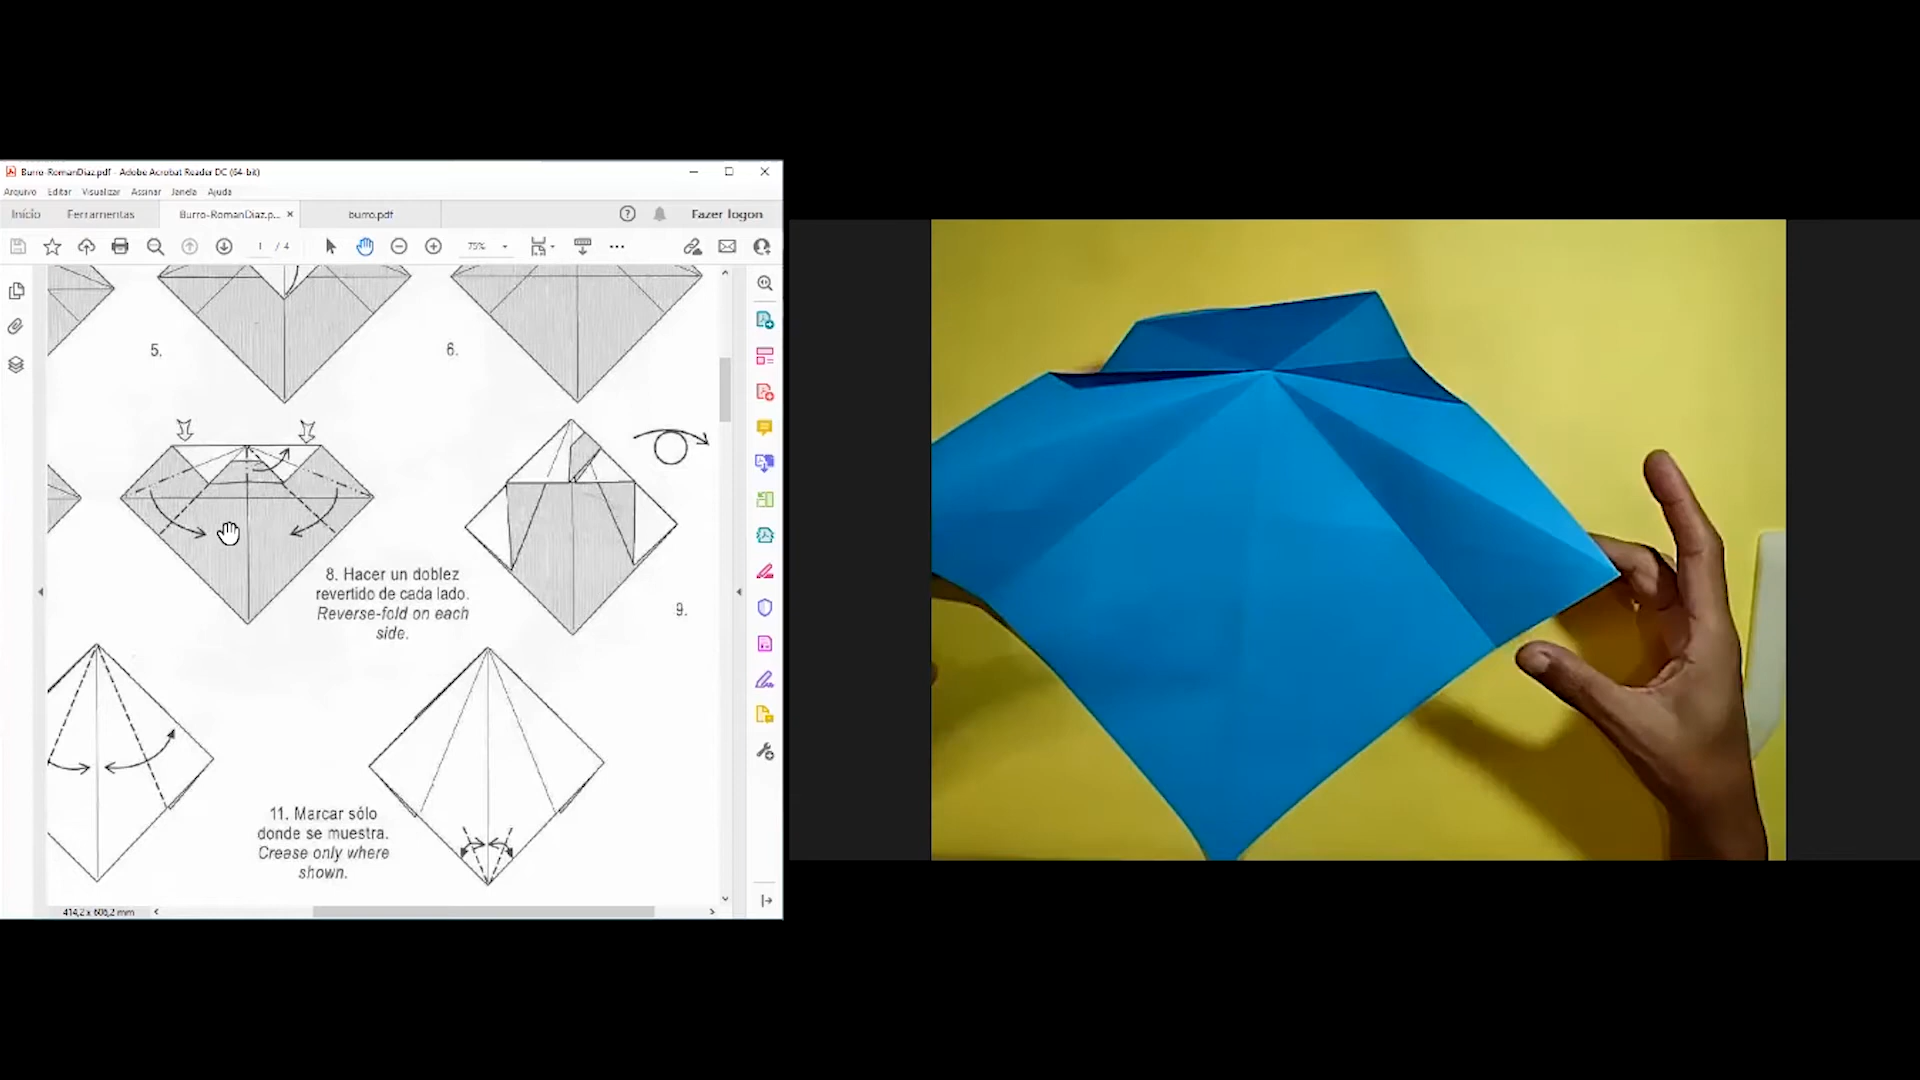 Burro-RomanDiaz.pdf - Adobe Acrobat Reader DC (64-bit)
Arquivo Editar Visualizar Assinar Janela Ajuda
Início Ferramentas Burro-RomanDiaz.p... × burro.pdf Fazer logon
1 / 4 75%
5.
6.
8. Hacer un doblez
revertido de cada lado.
Reverse-fold on each
side.
9.
11. Marcar sólo
donde se muestra.
Crease only where
shown.
414,2 x 606,2 mm